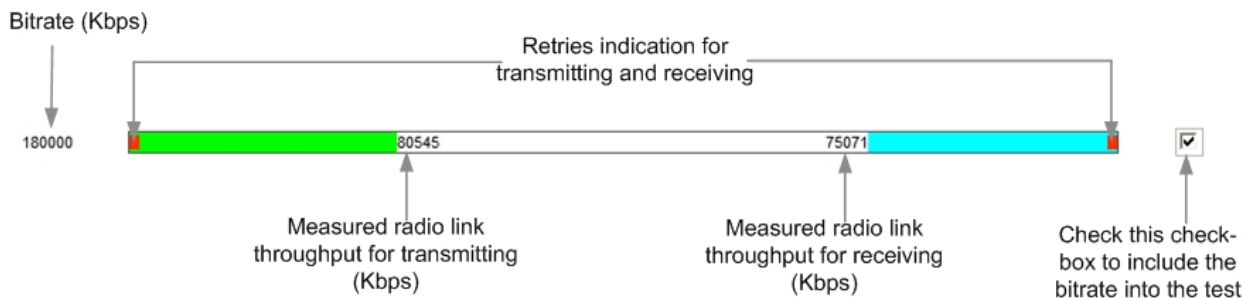 Bitrate (Kbps)
Retries indication for
transmitting and receiving
180000
80545
75071
Measured radio link
throughput for transmitting
(Kbps)
Measured radio link
throughput for receiving
(Kbps)
Check this check-
box to include the
bitrate into the test